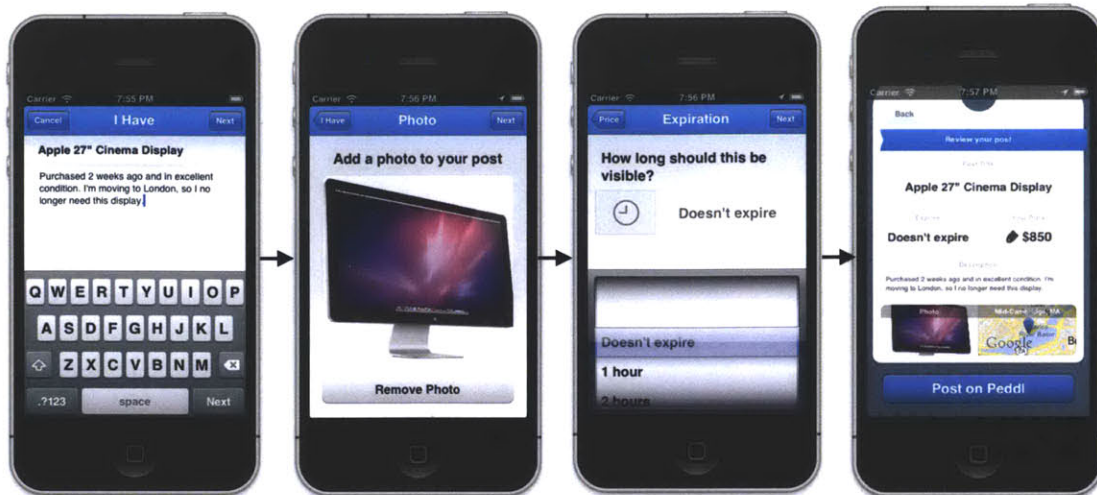 Carrier 7:55 PM
Cancel I Have Next
Apple 27" Cinema Display
Purchased 2 weeks ago and in excellent
condition. I'm moving to London, so I no
longer need this display.
Q W E R T Y U I O P
A S D F G H J K L
Z X C V B N M
.?123 space Next
Carrier 7:56 PM
I Have Photo Next
Add a photo to your post
Remove Photo
Carrier 7:56 PM
Price Expiration Next
How long should this be
visible?
Doesn't expire
Doesn't expire
1 hour
2 hours
Carrier 7:57 PM
Back
Review your post
Apple 27" Cinema Display
Doesn't expire $850
Description
Purchased 2 weeks ago and in excellent condition. I'm
moving to London, so I no longer need this display.
Photo MA
Google
Post on Peddl